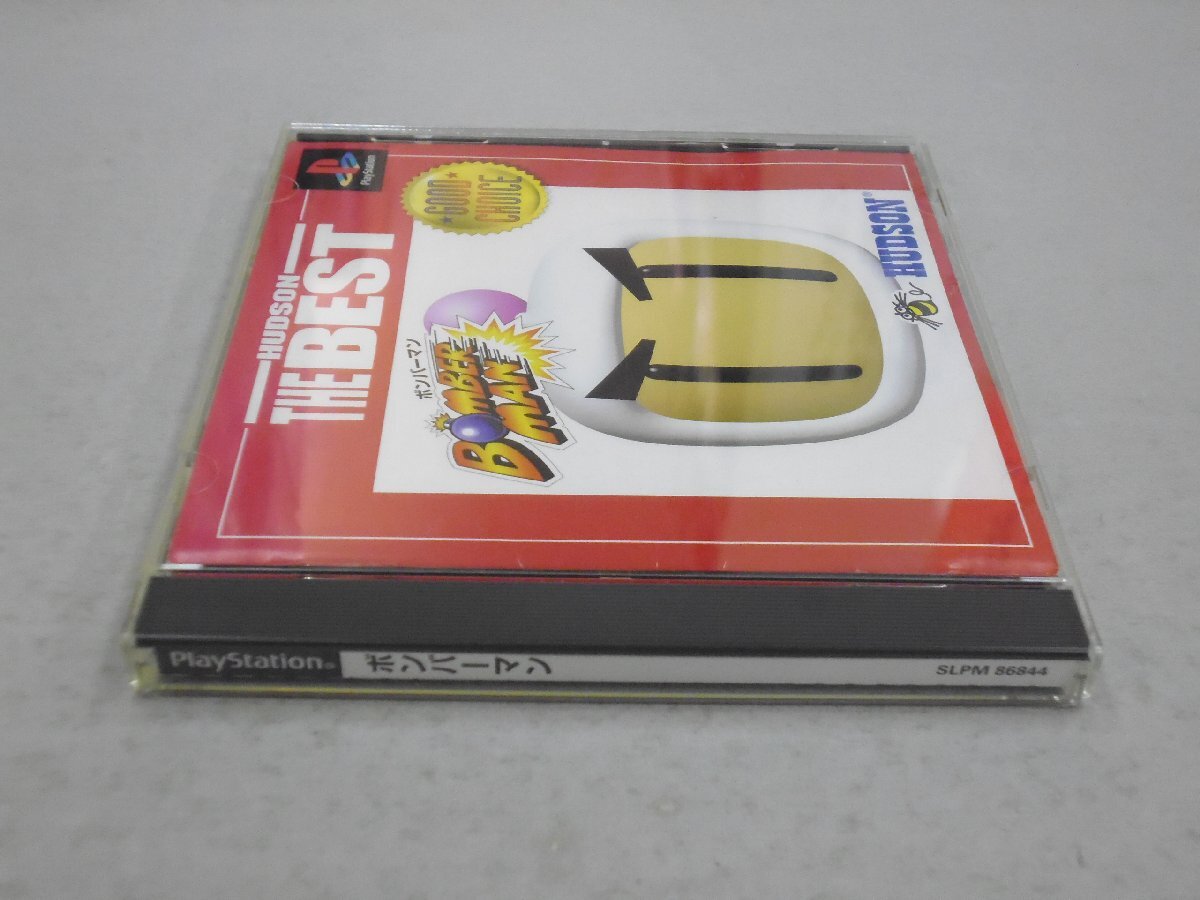 PlayStation
HUDSON
THE BEST
GOOD
CHOICE
ボンバーマン
BOMBER
MAN
HUDSON®
PlayStation®
ボンバーマン
SLPM 86844